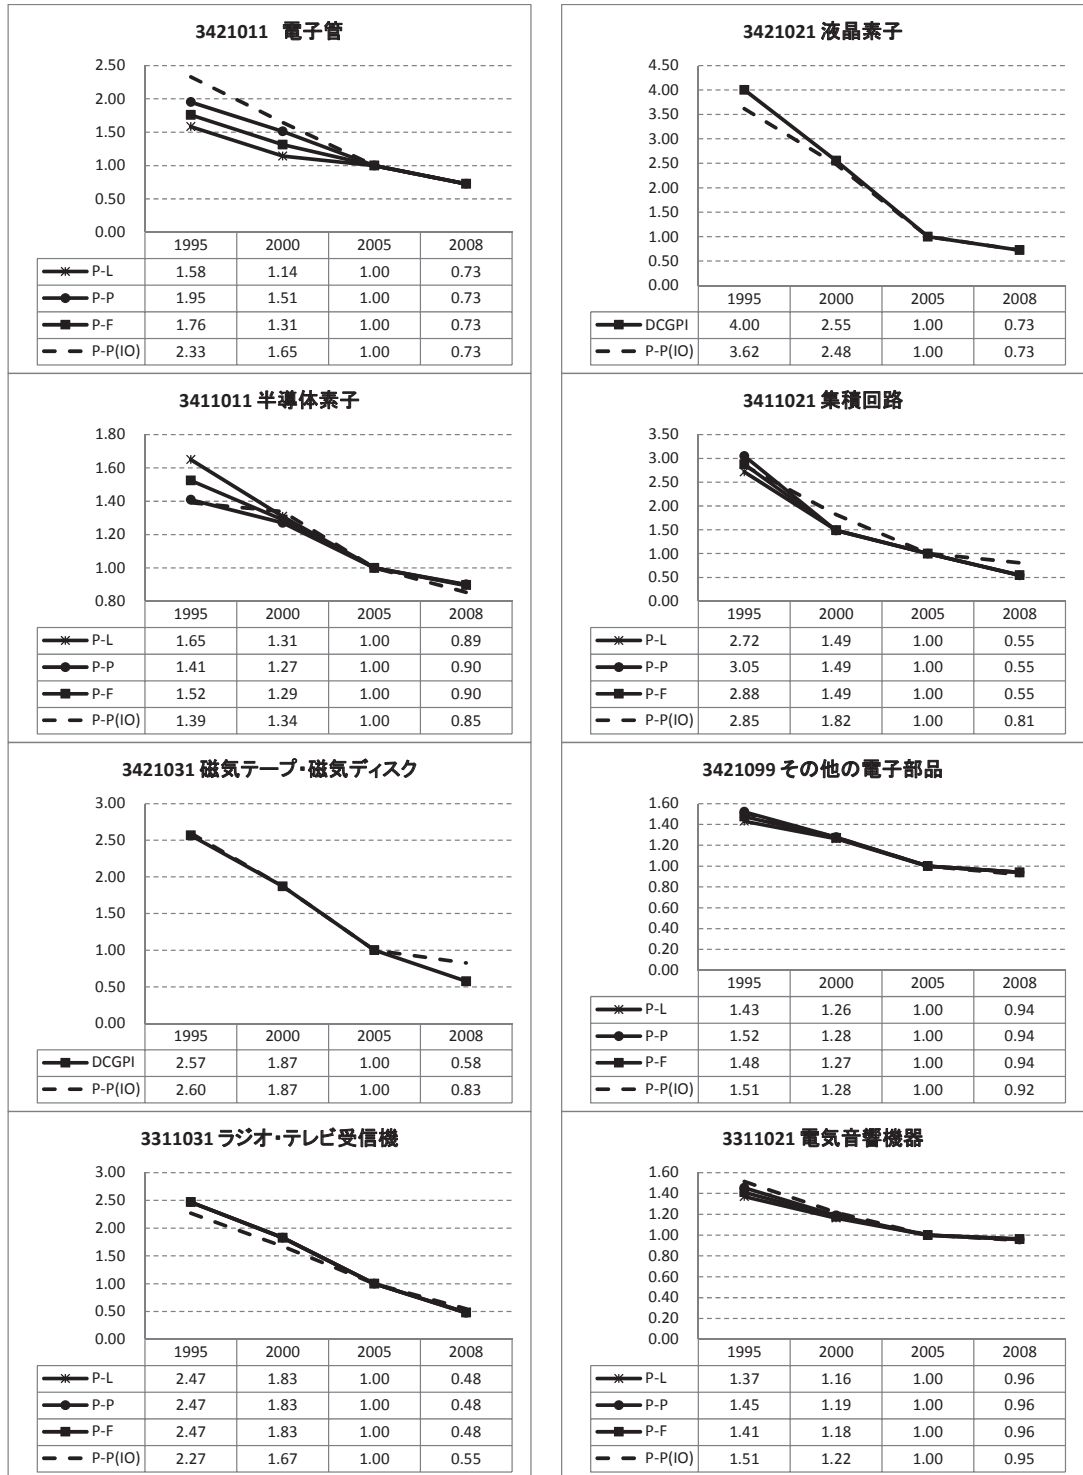 3421011 電子管
2.50
2.00
1.50
1.00
0.50
0.00
1995 2000 2005 2008
P-L 1.58 1.14 1.00 0.73
P-P 1.95 1.51 1.00 0.73
P-F 1.76 1.31 1.00 0.73
P-P(IO) 2.33 1.65 1.00 0.73
3421021 液晶素子
4.50
4.00
3.50
3.00
2.50
2.00
1.50
1.00
0.50
0.00
1995 2000 2005 2008
DCGPI 4.00 2.55 1.00 0.73
P-P(IO) 3.62 2.48 1.00 0.73
3411011 半導体素子
1.80
1.60
1.40
1.20
1.00
0.80
1995 2000 2005 2008
P-L 1.65 1.31 1.00 0.89
P-P 1.41 1.27 1.00 0.90
P-F 1.52 1.29 1.00 0.90
P-P(IO) 1.39 1.34 1.00 0.85
3411021 集積回路
3.50
3.00
2.50
2.00
1.50
1.00
0.50
0.00
1995 2000 2005 2008
P-L 2.72 1.49 1.00 0.55
P-P 3.05 1.49 1.00 0.55
P-F 2.88 1.49 1.00 0.55
P-P(IO) 2.85 1.82 1.00 0.81
3421031 磁気テープ・磁気ディスク
3.00
2.50
2.00
1.50
1.00
0.50
0.00
1995 2000 2005 2008
DCGPI 2.57 1.87 1.00 0.58
P-P(IO) 2.60 1.87 1.00 0.83
3421099 その他の電子部品
1.60
1.40
1.20
1.00
0.80
0.60
0.40
0.20
0.00
1995 2000 2005 2008
P-L 1.43 1.26 1.00 0.94
P-P 1.52 1.28 1.00 0.94
P-F 1.48 1.27 1.00 0.94
P-P(IO) 1.51 1.28 1.00 0.92
3311031 ラジオ・テレビ受信機
3.00
2.50
2.00
1.50
1.00
0.50
0.00
1995 2000 2005 2008
P-L 2.47 1.83 1.00 0.48
P-P 2.47 1.83 1.00 0.48
P-F 2.47 1.83 1.00 0.48
P-P(IO) 2.27 1.67 1.00 0.55
3311021 電気音響機器
1.60
1.40
1.20
1.00
0.80
0.60
0.40
0.20
0.00
1995 2000 2005 2008
P-L 1.37 1.16 1.00 0.96
P-P 1.45 1.19 1.00 0.96
P-F 1.41 1.18 1.00 0.96
P-P(IO) 1.51 1.22 1.00 0.95